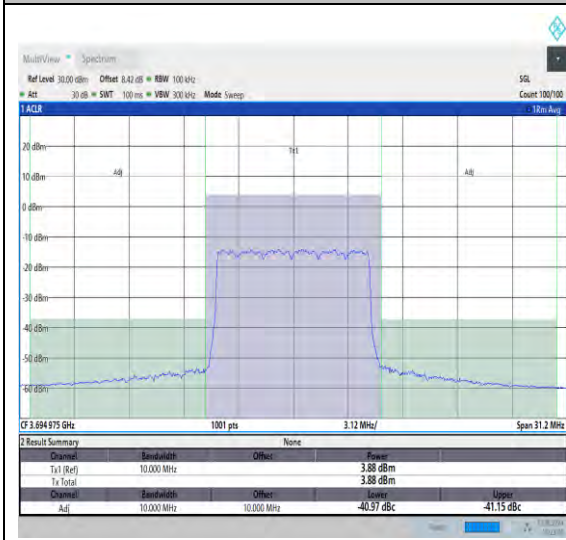 MultiView Spectrum
Ref Level 30.00 dBm Offset 8.42 dB RBW 100 kHz SGL
Att 30 dB SWT 100 ms VBW 300 kHz Mode Sweep Count 100/100
1 ACLR 1Rm Avg
20 dBm
Tx1
Adj Adj
10 dBm
0 dBm
-10 dBm
-20 dBm
-30 dBm
-40 dBm
-50 dBm
-60 dBm
CF 3.694 975 GHz 1001 pts 3.12 MHz/ Span 31.2 MHz
2 Result Summary None
Channel Bandwidth Offset Power
Tx1 (Ref) 10.000 MHz 3.88 dBm
Tx Total 3.88 dBm
Channel Bandwidth Offset Lower Upper
Adj 10.000 MHz 10.000 MHz -40.97 dBc -41.15 dBc